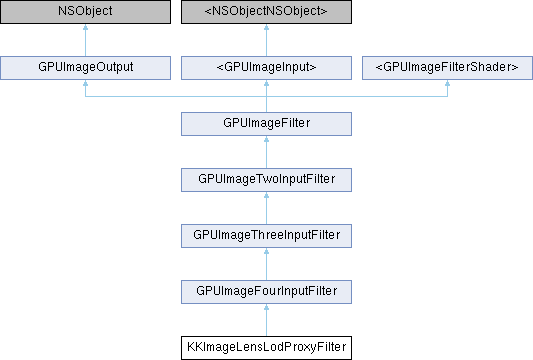 NSObject
<NSObjectNSObject>
GPUImageOutput
<GPUImageInput>
<GPUImageFilterShader>
GPUImageFilter
GPUImageTwoInputFilter
GPUImageThreeInputFilter
GPUImageFourInputFilter
KKImageLensLodProxyFilter